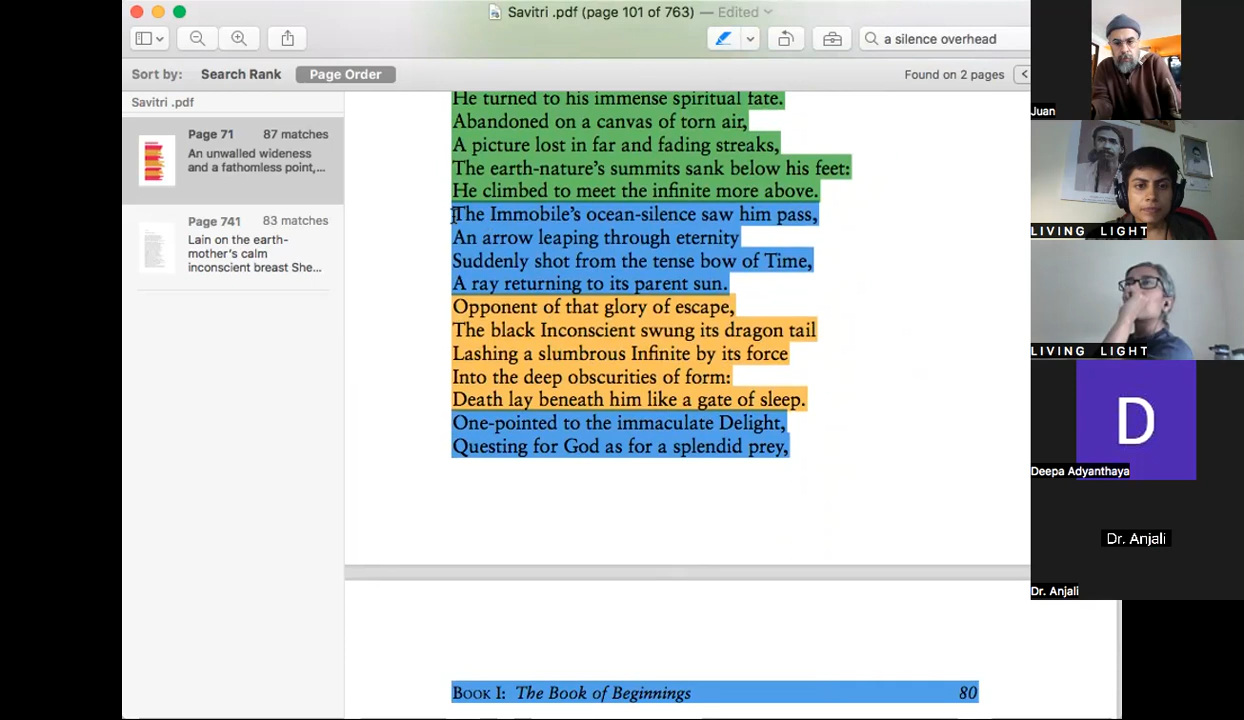 Savitri .pdf (page 101 of 763) — Edited
a silence overhead
Sort by: Search Rank Page Order Found on 2 pages
Savitri .pdf
Page 71 87 matches
An unwalled wideness
and a fathomless point,...
Page 741 83 matches
Lain on the earth-
mother's calm
inconscient breast She...
He turned to his immense spiritual fate.
Abandoned on a canvas of torn air,
A picture lost in far and fading streaks,
The earth-nature's summits sank below his feet:
He climbed to meet the infinite more above.
The Immobile's ocean-silence saw him pass,
An arrow leaping through eternity
Suddenly shot from the tense bow of Time,
A ray returning to its parent sun.
Opponent of that glory of escape,
The black Inconscient swung its dragon tail
Lashing a slumbrous Infinite by its force
Into the deep obscurities of form:
Death lay beneath him like a gate of sleep.
One-pointed to the immaculate Delight,
Questing for God as for a splendid prey,
BOOK I: The Book of Beginnings 80
Juan
LIVING LIGHT
LIVING LIGHT
D
Deepa Adyanthaya
Dr. Anjali
Dr. Anjali